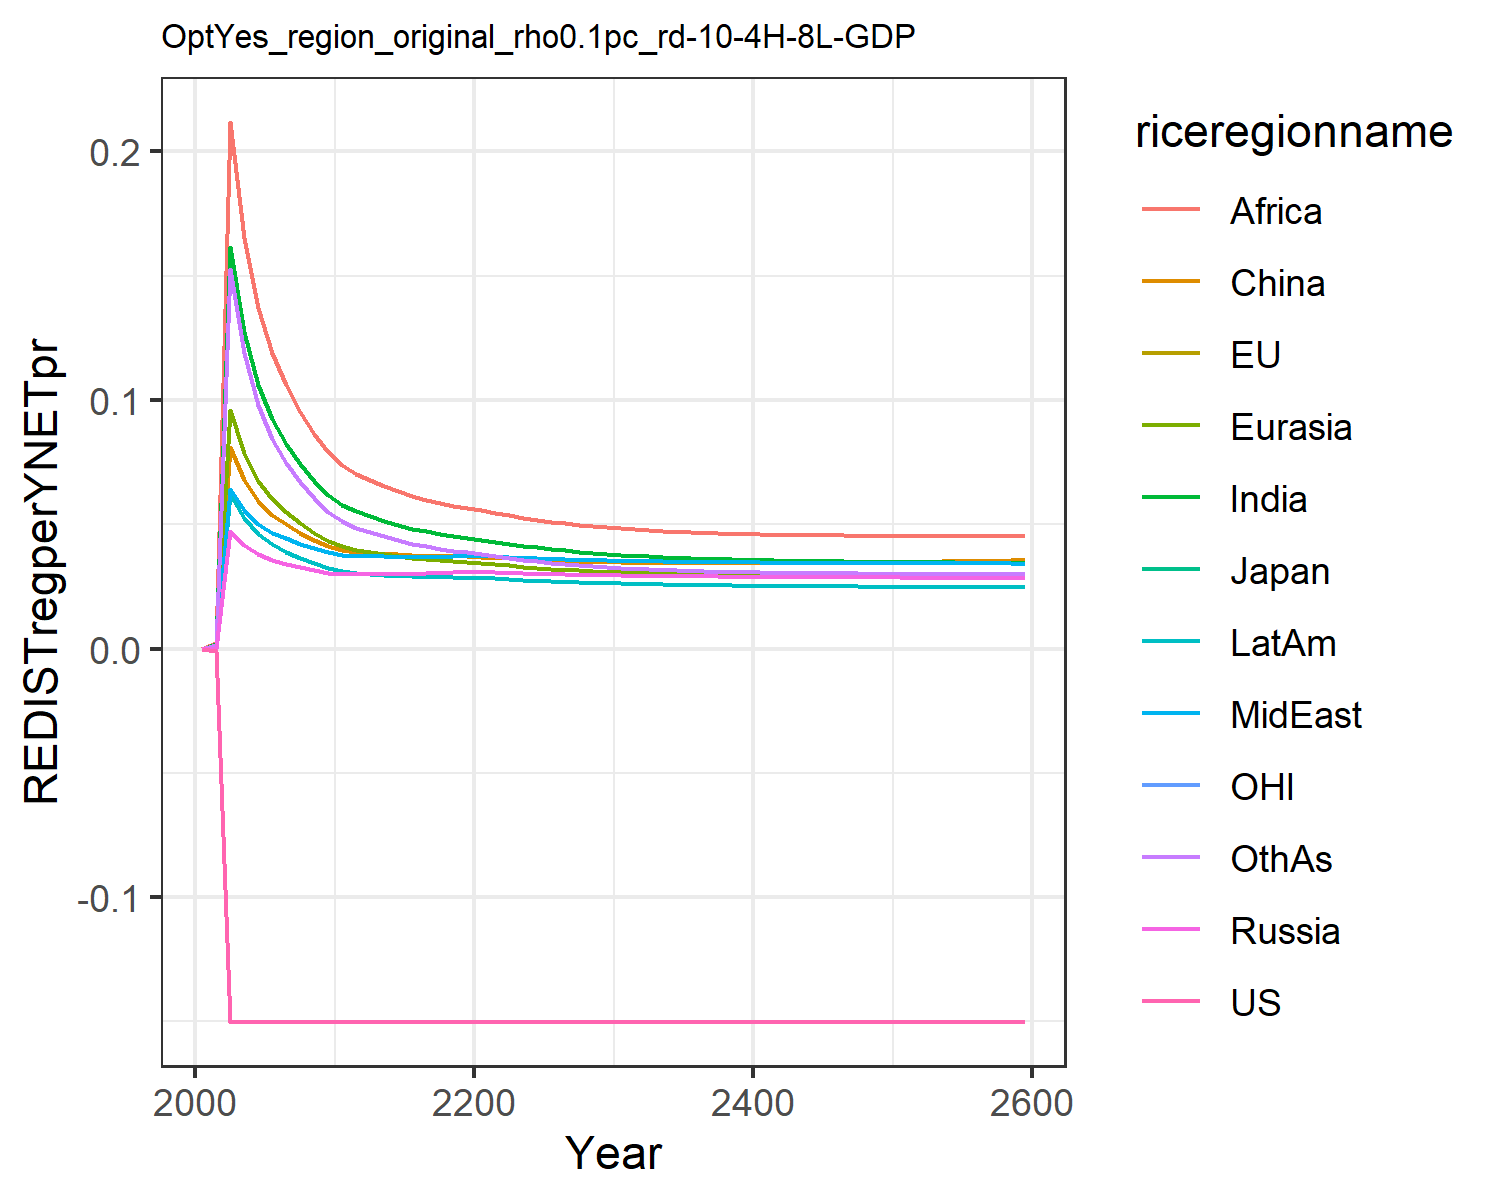 OptYes_region_original_rho0.1pc_rd-10-4H-8L-GDP
REDISTregperYNETpr
0.2
0.1
0.0
-0.1
2000
2200
2400
2600
Year
riceregionname
Africa
China
EU
Eurasia
India
Japan
LatAm
MidEast
OHI
OthAs
Russia
US